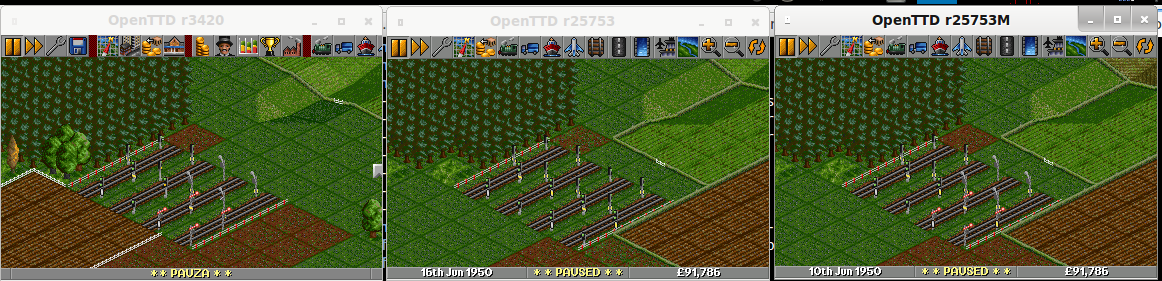 OpenTTD r3420
OpenTTD r25753
OpenTTD r25753M
* * PAUZA * *
16th Jun 1950
* * PAUSED * *
£91,786
10th Jun 1950
* * PAUSED * *
£91,786